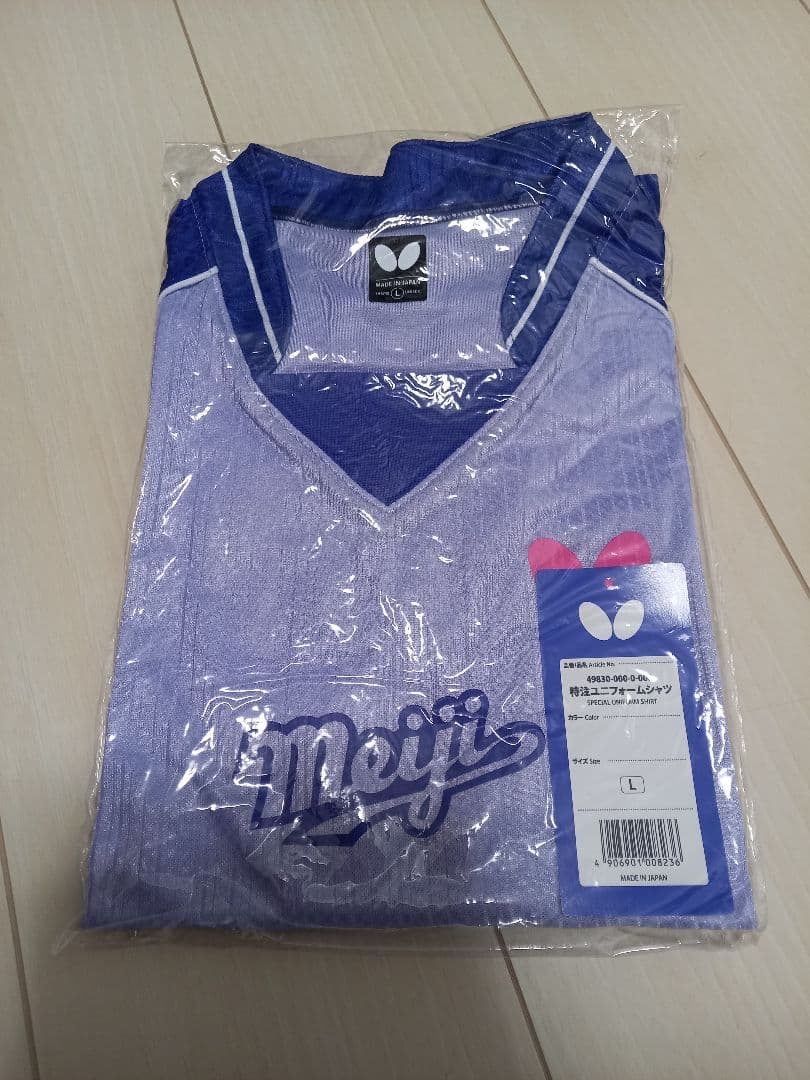 MADE IN JAPAN
L
Meiji
品番/品名 Article No.
49830-000-0-00
特注ユニフォームシャツ
SPECIAL UNIFORM SHIRT
カラー Color
サイズ Size
L
4 906901 008236
MADE IN JAPAN